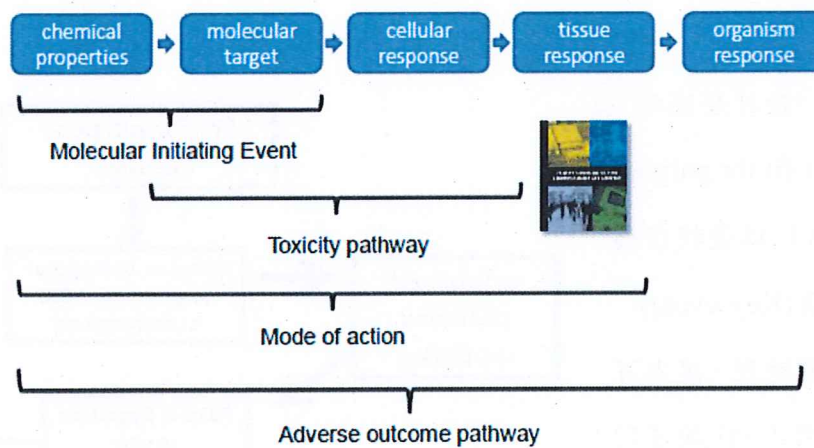 chemical properties
molecular target
cellular response
tissue response
organism response
Molecular Initiating Event
Toxicity pathway
Mode of action
Adverse outcome pathway